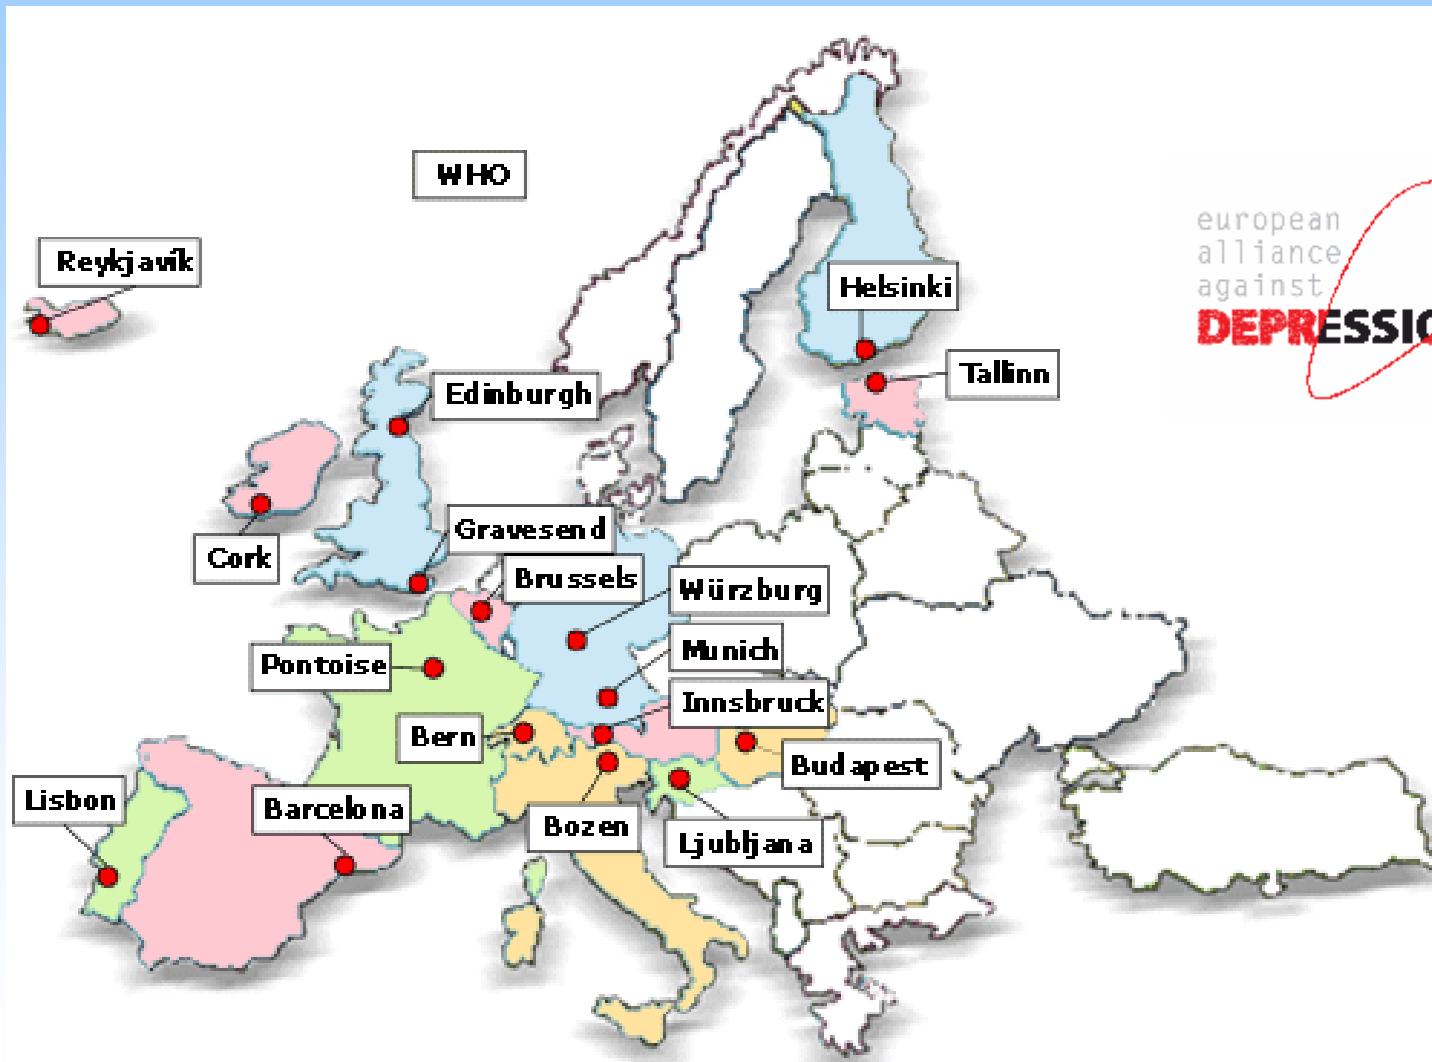 WHO
european
alliance
against
DEPRESSIO
Reykjavík
Helsinki
Tallinn
Edinburgh
Gravesend
Cork
Brussels
Würzburg
Pontoise
Munich
Innsbruck
Bern
Budapest
Lisbon
Barcelona
Bozen
Ljubljana